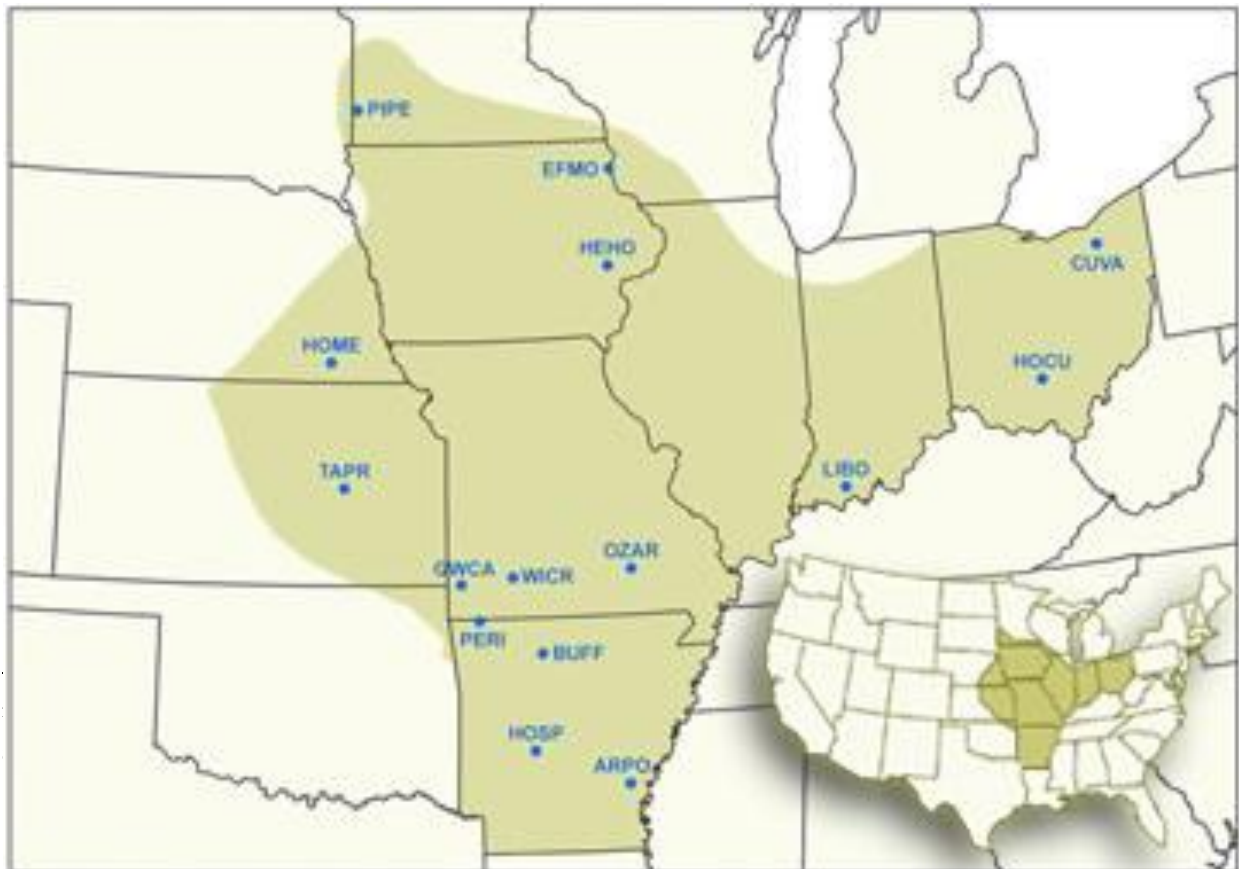 PIPE
EFMO
HEHO
CUVA
HOME
HOCU
TAPR
LIBO
OZAR
GWCA
WICR
PERI
BUFF
HOSP
ARPO